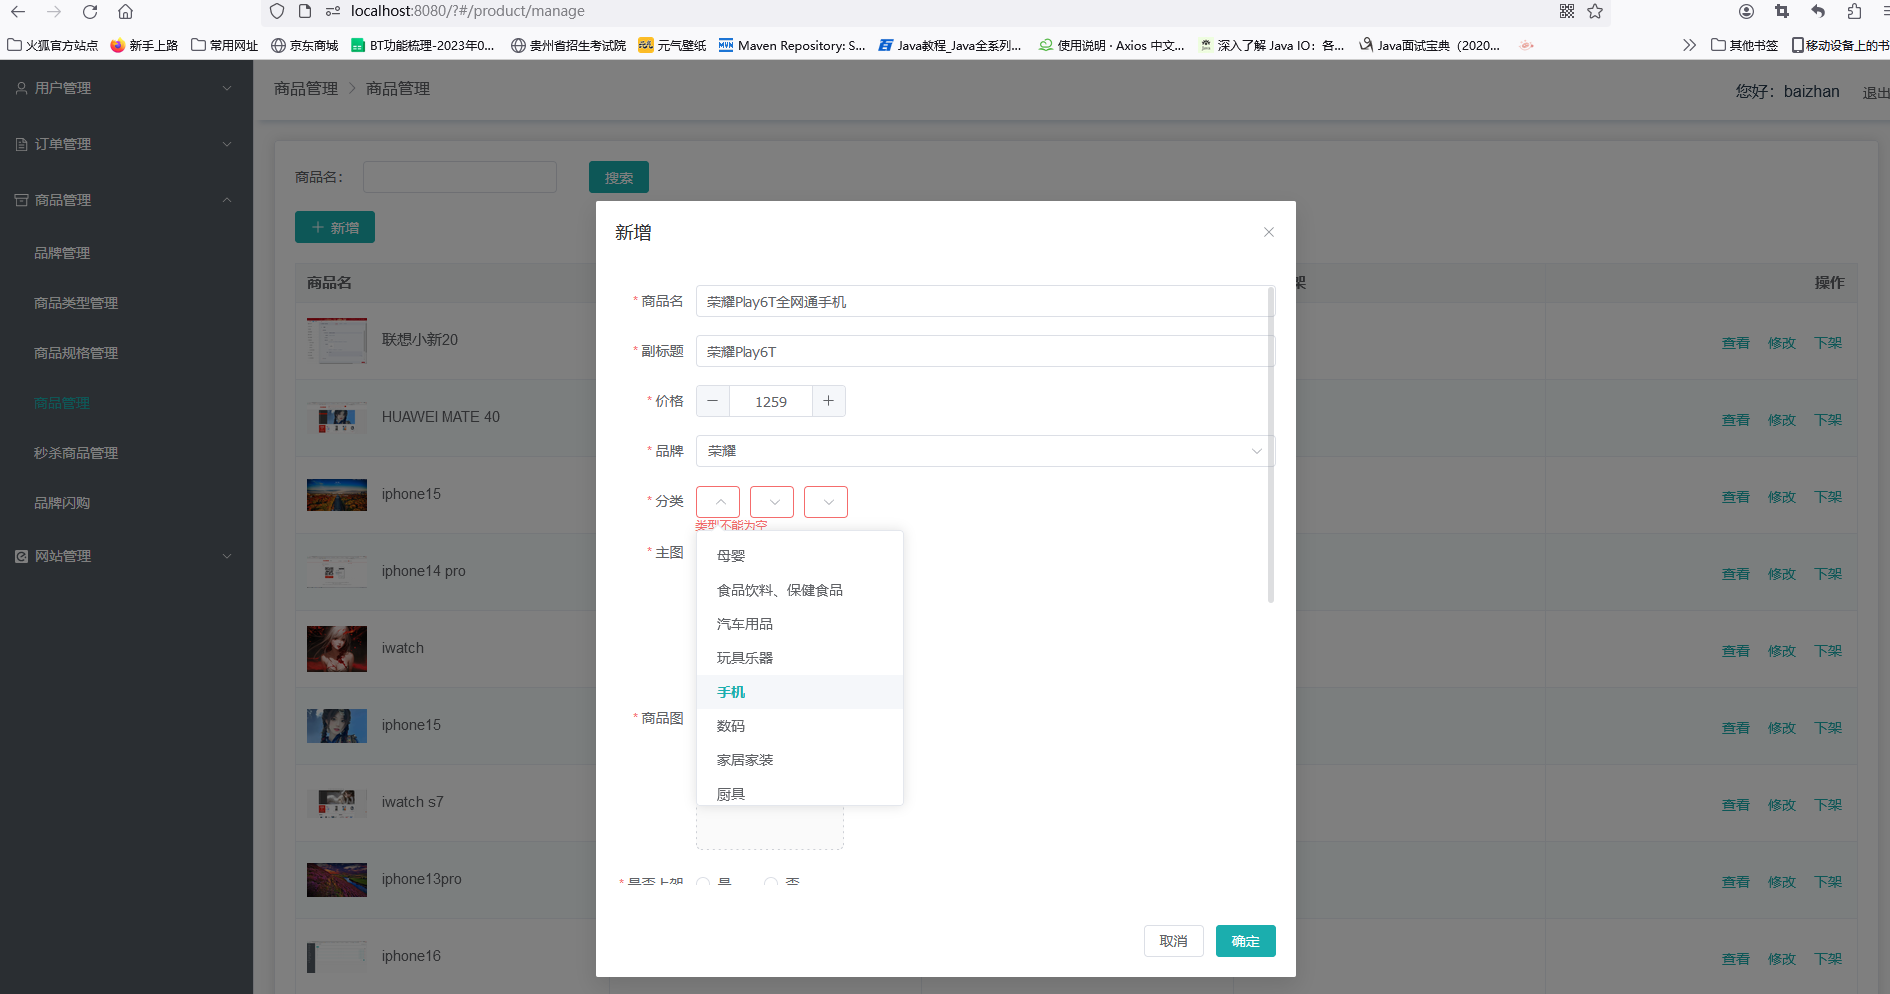 localhost:8080/?#/product/manage
火狐官方站点 新手上路 常用网址 京东商城 BT功能梳理-2023年0... 贵州省招生考试院 元气壁纸 Maven Repository: S... Java教程_Java全系列... 使用说明 · Axios 中文... 深入了解 Java IO：各... Java面试宝典（2020... 其他书签 移动设备上的书
用户管理
订单管理
商品管理
品牌管理
商品类型管理
商品规格管理
商品管理
秒杀商品管理
品牌闪购
网站管理
商品管理 > 商品管理
您好：baizhan 退出
商品名：
搜索
+ 新增
商品名 架 操作
联想小新20 查看 修改 下架
HUAWEI MATE 40 查看 修改 下架
iphone15 查看 修改 下架
iphone14 pro 查看 修改 下架
iwatch 查看 修改 下架
iphone15 查看 修改 下架
iwatch s7 查看 修改 下架
iphone13pro 查看 修改 下架
iphone16 查看 修改 下架
新增
* 商品名 荣耀Play6T全网通手机
* 副标题 荣耀Play6T
* 价格 − 1259 +
* 品牌 荣耀
* 分类
类型不能为空
* 主图
母婴
食品饮料、保健食品
汽车用品
玩具乐器
手机
数码
家居家装
厨具
* 商品图
* 是否上架 是 否
取消 确定